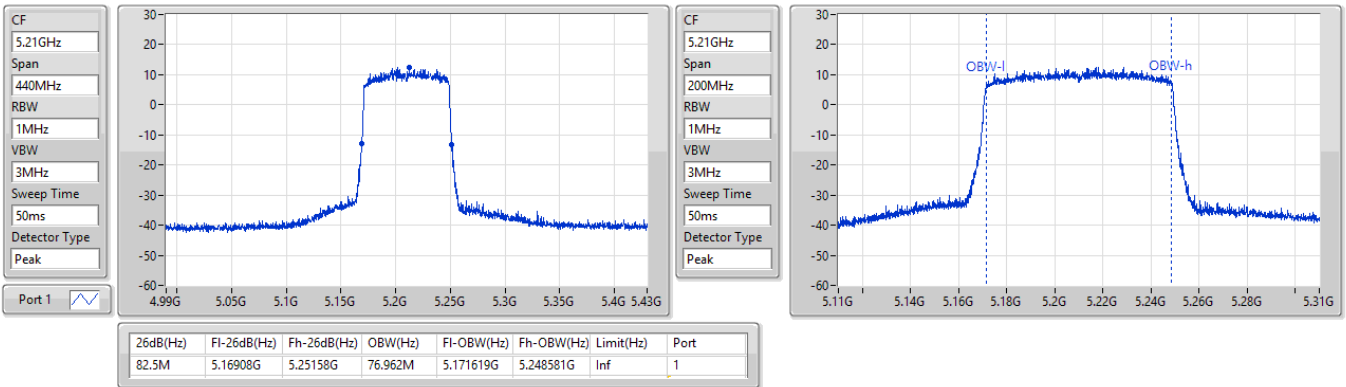 CF
5.21GHz
Span
440MHz
RBW
1MHz
VBW
3MHz
Sweep Time
50ms
Detector Type
Peak
Port 1
30
20
10
0
-10
-20
-30
-40
-50
-60
4.99G 5.05G 5.1G 5.15G 5.2G 5.25G 5.3G 5.35G 5.4G 5.43G
CF
5.21GHz
Span
200MHz
RBW
1MHz
VBW
3MHz
Sweep Time
50ms
Detector Type
Peak
30
20
10
0
-10
-20
-30
-40
-50
-60
OBW-l OBW-h
5.11G 5.14G 5.16G 5.18G 5.2G 5.22G 5.24G 5.26G 5.28G 5.31G
26dB(Hz) Fl-26dB(Hz) Fh-26dB(Hz) OBW(Hz) Fl-OBW(Hz) Fh-OBW(Hz) Limit(Hz) Port
82.5M 5.16908G 5.25158G 76.962M 5.171619G 5.248581G Inf 1